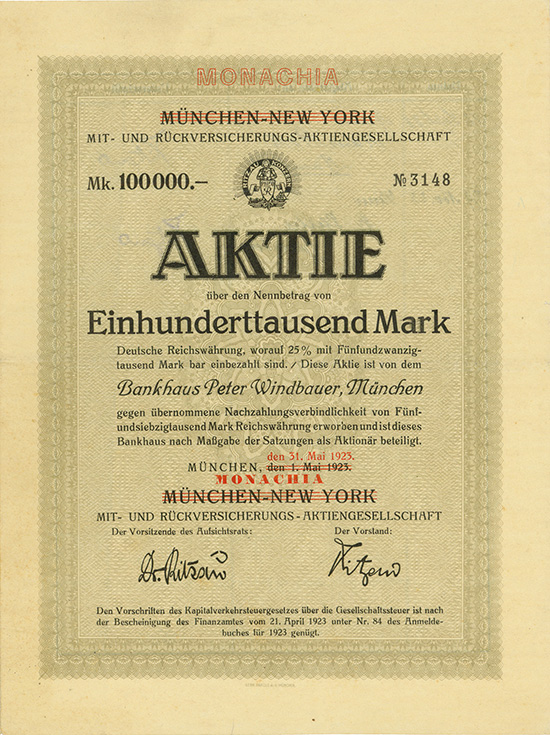 MONACHIA
MÜNCHEN-NEW YORK
MIT- UND RÜCKVERSICHERUNGS-AKTIENGESELLSCHAFT
RITZAU KONZERN
Mk. 100000.–
№ 3148
AKTIE
über den Nennbetrag von
Einhunderttausend Mark
Deutsche Reichswährung, worauf 25% mit Fünfundzwanzig-
tausend Mark bar einbezahlt sind. / Diese Aktie ist von dem
Bankhaus Peter Windbauer, München
gegen übernommene Nachzahlungsverbindlichkeit von Fünf-
undsiebzigtausend Mark Reichswährung erworben und ist dieses
Bankhaus nach Maßgabe der Satzungen als Aktionär beteiligt.
den 31. Mai 1923.
MÜNCHEN, den 1. Mai 1923.
MONACHIA
MÜNCHEN-NEW YORK
MIT- UND RÜCKVERSICHERUNGS-AKTIENGESELLSCHAFT
Der Vorsitzende des Aufsichtsrats:
Der Vorstand:
Dr. Ritzau
Den Vorschriften des Kapitalverkehrsteuergesetzes über die Gesellschaftssteuer ist nach
der Bescheinigung des Finanzamtes vom 21. April 1923 unter Nr. 84 des Anmelde-
buches für 1923 genügt.